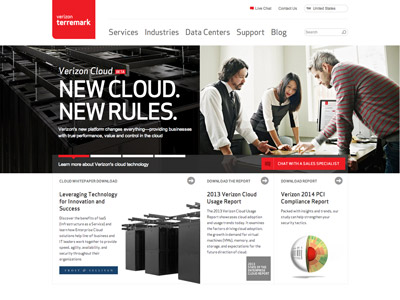 verizon
terremark
Live Chat
Contact Us
United States
Services
Industries
Data Centers
Support
Blog
Search
Verizon Cloud BETA
NEW CLOUD.
NEW RULES.
Verizon's new platform changes everything—providing businesses
with true performance, value and control in the cloud
Learn more about Verizon's cloud technology
CHAT WITH A SALES SPECIALIST
CLOUD WHITEPAPER DOWNLOAD
Leveraging Technology
for Innovation and
Success
Discover the benefits of IaaS
(Infrastructure as a Service) and
learn how Enterprise Cloud
solutions help line of business and
IT leaders work together to provide
speed, agility, availability, and
security throughout their
organizations
FROST & SULLIVAN
DOWNLOAD THE REPORT
2013 Verizon Cloud
Usage Report
The 2013 Verizon Cloud Usage
Report showcases cloud adoption
and usage trends today. It examines
the factors driving cloud adoption,
the growth in demand for virtual
machines (VMs), memory, and
storage, and expectations for the
future direction of cloud.
2013
STATE OF THE
ENTERPRISE
CLOUD REPORT
DOWNLOAD REPORT
Verizon 2014 PCI
Compliance Report
Packed with insights and trends, our
study can help strengthen your
security tactics